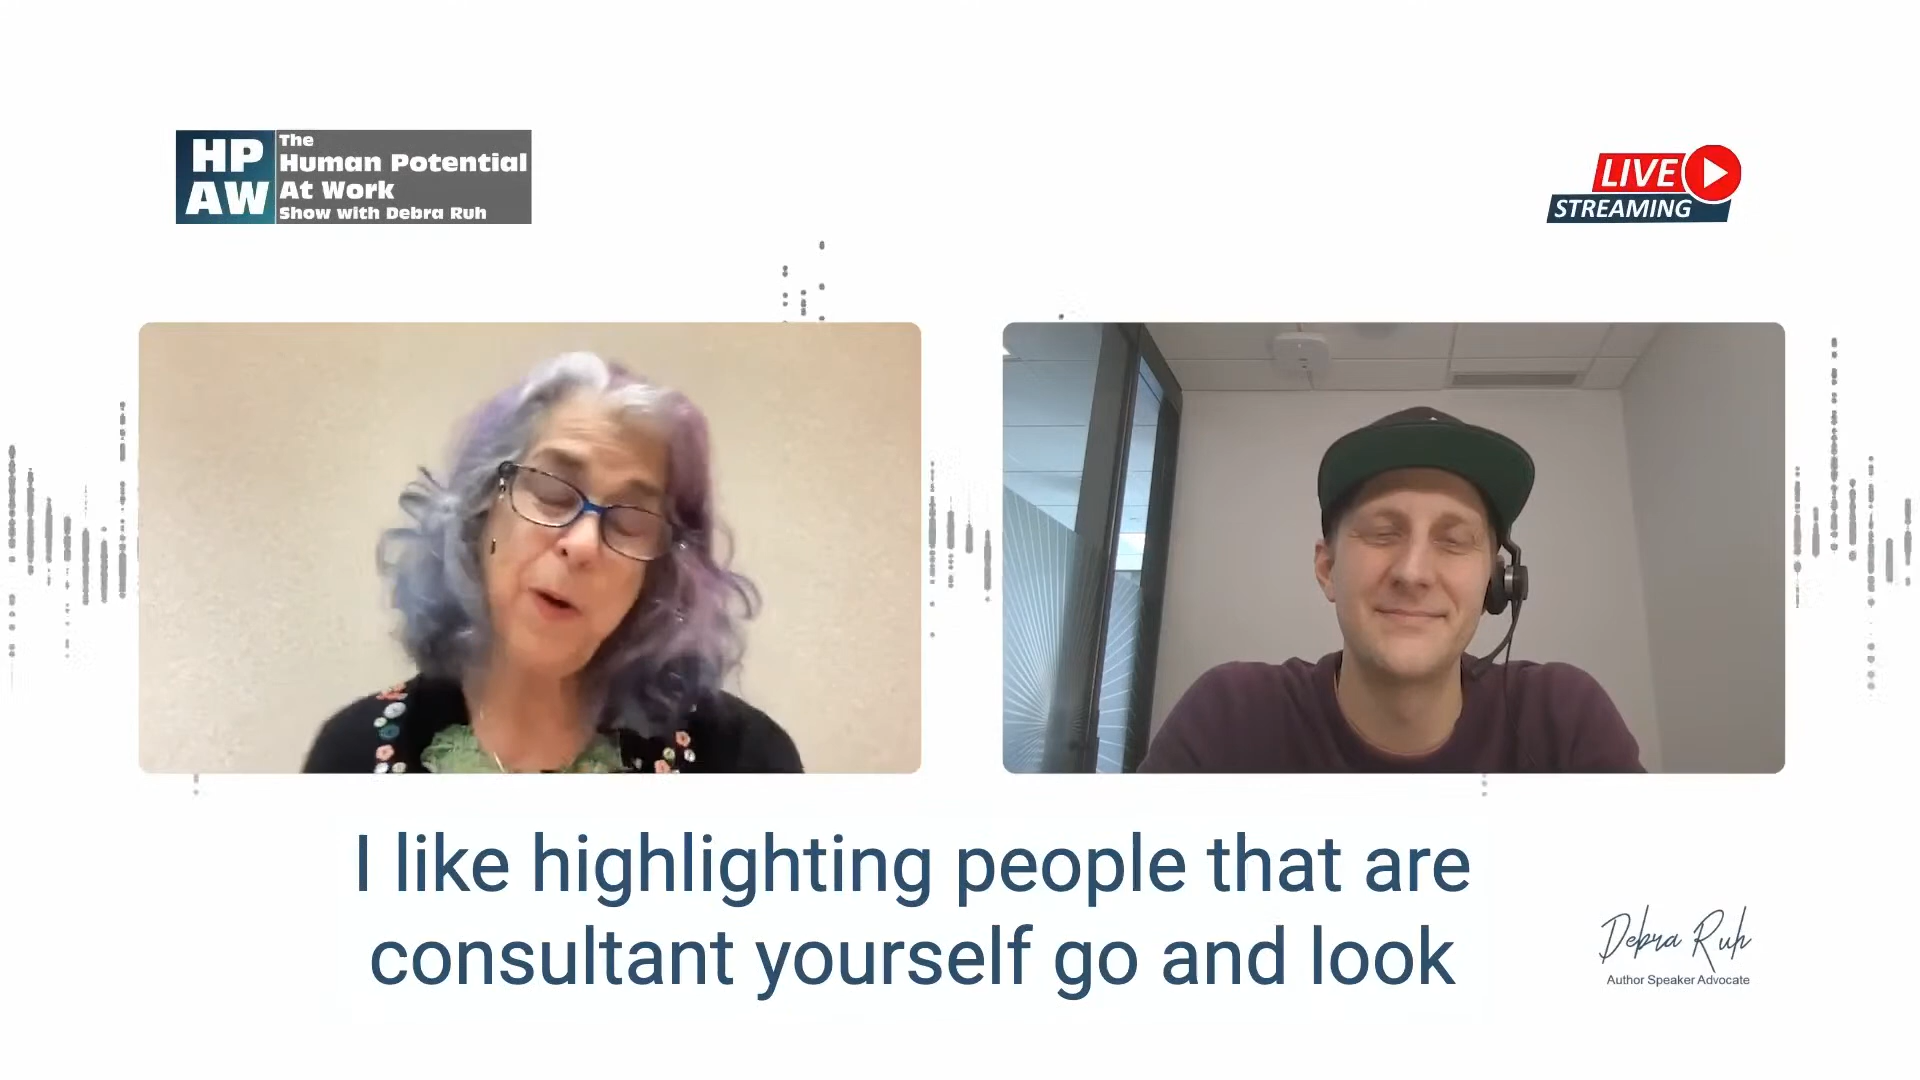 HP
AW
The
Human Potential
At Work
Show with Debra Ruh
LIVE
STREAMING
I like highlighting people that are
consultant yourself go and look
Debra Ruh
Author Speaker Advocate